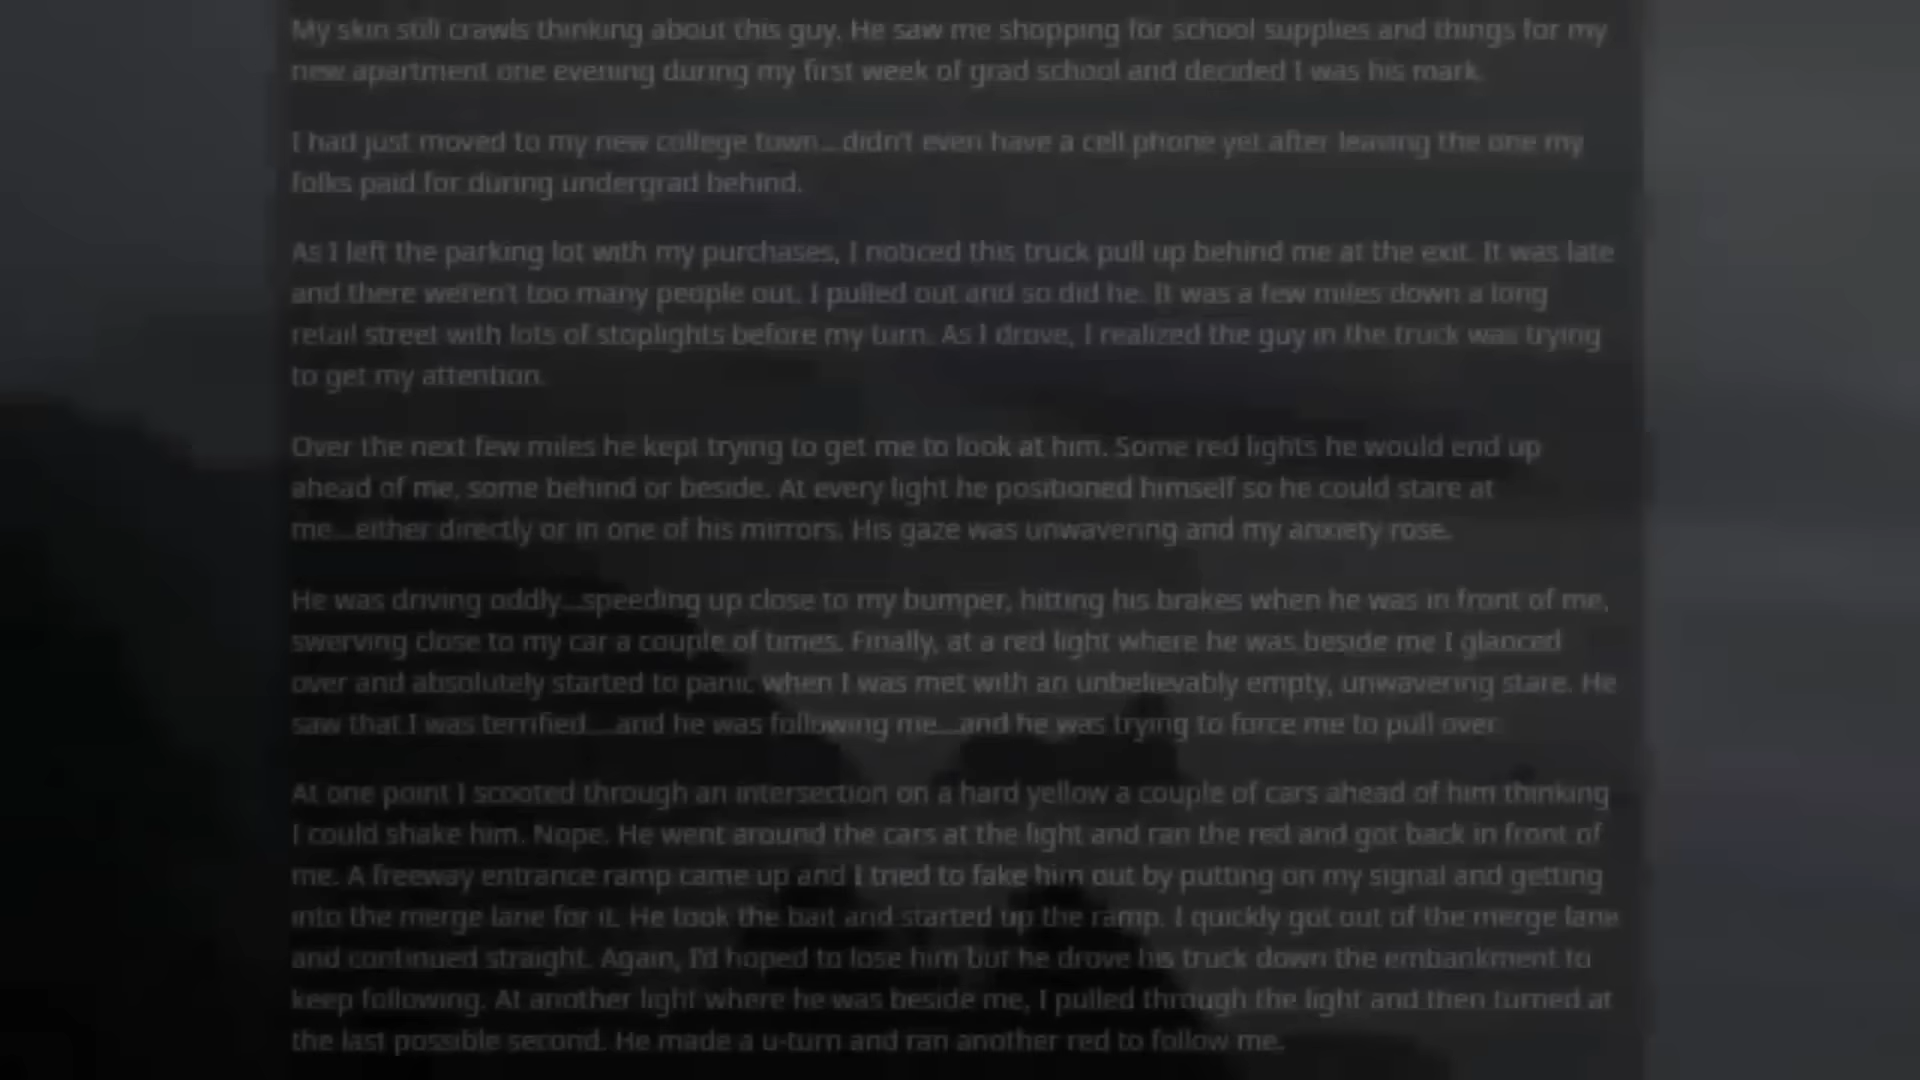 My skin still crawls thinking about this guy. He saw me shopping for school supplies and things for my
new apartment one evening during my first week of grad school and decided I was his mark.
I had just moved to my new college town...didn't even have a cell phone yet after leaving the one my
folks paid for during undergrad behind.
As I left the parking lot with my purchases, I noticed this truck pull up behind me at the exit. It was late
and there weren't too many people out. I pulled out and so did he. It was a few miles down a long
retail street with lots of stoplights before my turn. As I drove, I realized the guy in the truck was trying
to get my attention.
Over the next few miles he kept trying to get me to look at him. Some red lights he would end up
ahead of me, some behind or beside. At every light he positioned himself so he could stare at
me...either directly or in one of his mirrors. His gaze was unwavering and my anxiety rose.
He was driving oddly...speeding up close to my bumper, hitting his brakes when he was in front of me,
swerving close to my car a couple of times. Finally, at a red light where he was beside me I glanced
over and absolutely started to panic when I was met with an unbelievably empty, unwavering stare. He
saw that I was terrified....and he was following me...and he was trying to force me to pull over.
At one point I scooted through an intersection on a hard yellow a couple of cars ahead of him thinking
I could shake him. Nope. He went around the cars at the light and ran the red and got back in front of
me. A freeway entrance ramp came up and I tried to fake him out by putting on my signal and getting
into the merge lane for it. He took the bait and started up the ramp. I quickly got out of the merge lane
and continued straight. Again, I'd hoped to lose him but he drove his truck down the embankment to
keep following. At another light where he was beside me, I pulled through the light and then turned at
the last possible second. He made a u-turn and ran another red to follow me.